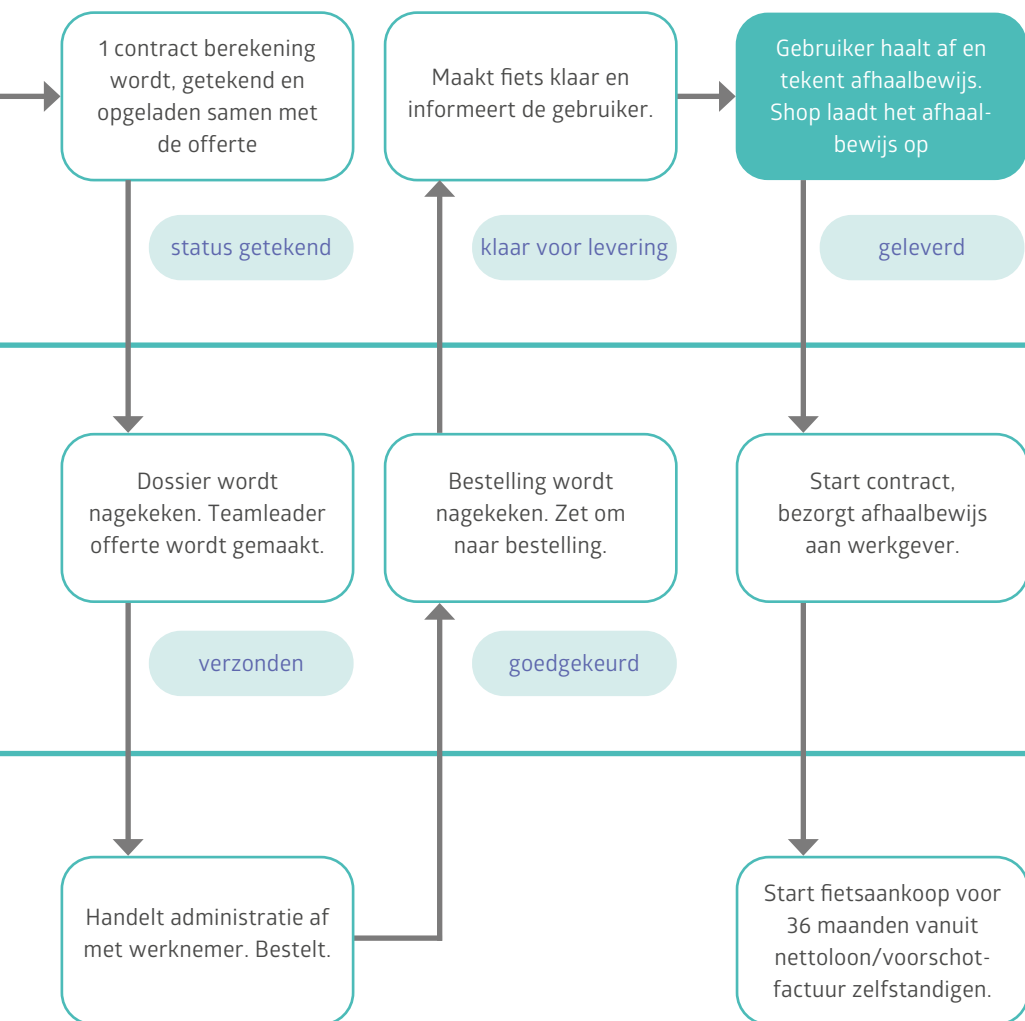 1 contract berekening
wordt, getekend en
opgeladen samen met
de offerte
Maakt fiets klaar en
informeert de gebruiker.
Gebruiker haalt af en
tekent afhaalbewijs.
Shop laadt het afhaal-
bewijs op
status getekend
klaar voor levering
geleverd
Dossier wordt
nagekeken. Teamleader
offerte wordt gemaakt.
Bestelling wordt
nagekeken. Zet om
naar bestelling.
Start contract,
bezorgt afhaalbewijs
aan werkgever.
verzonden
goedgekeurd
Handelt administratie af
met werknemer. Bestelt.
Start fietsaankoop voor
36 maanden vanuit
nettoloon/voorschot-
factuur zelfstandigen.